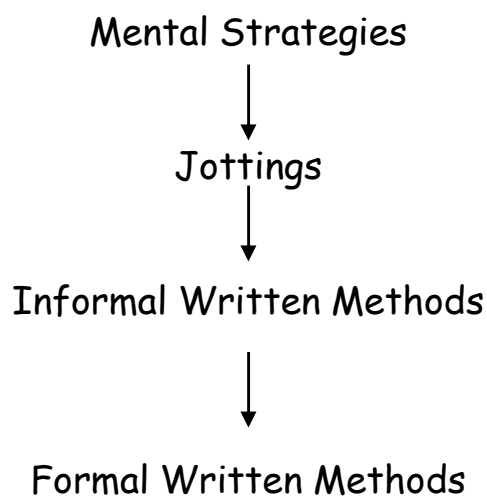 Mental Strategies
Jottings
Informal Written Methods
Formal Written Methods